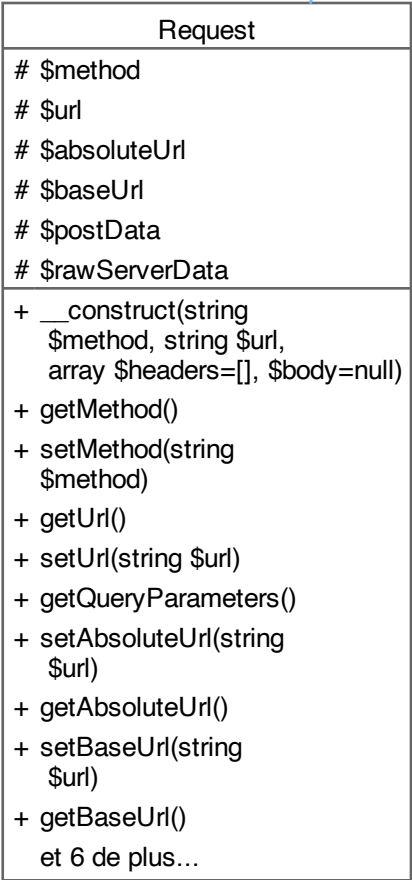 Request
# $method
# $url
# $absoluteUrl
# $baseUrl
# $postData
# $rawServerData
+ __construct(string
$method, string $url,
array $headers=[], $body=null)
+ getMethod()
+ setMethod(string
$method)
+ getUrl()
+ setUrl(string $url)
+ getQueryParameters()
+ setAbsoluteUrl(string
$url)
+ getAbsoluteUrl()
+ setBaseUrl(string
$url)
+ getBaseUrl()
et 6 de plus...